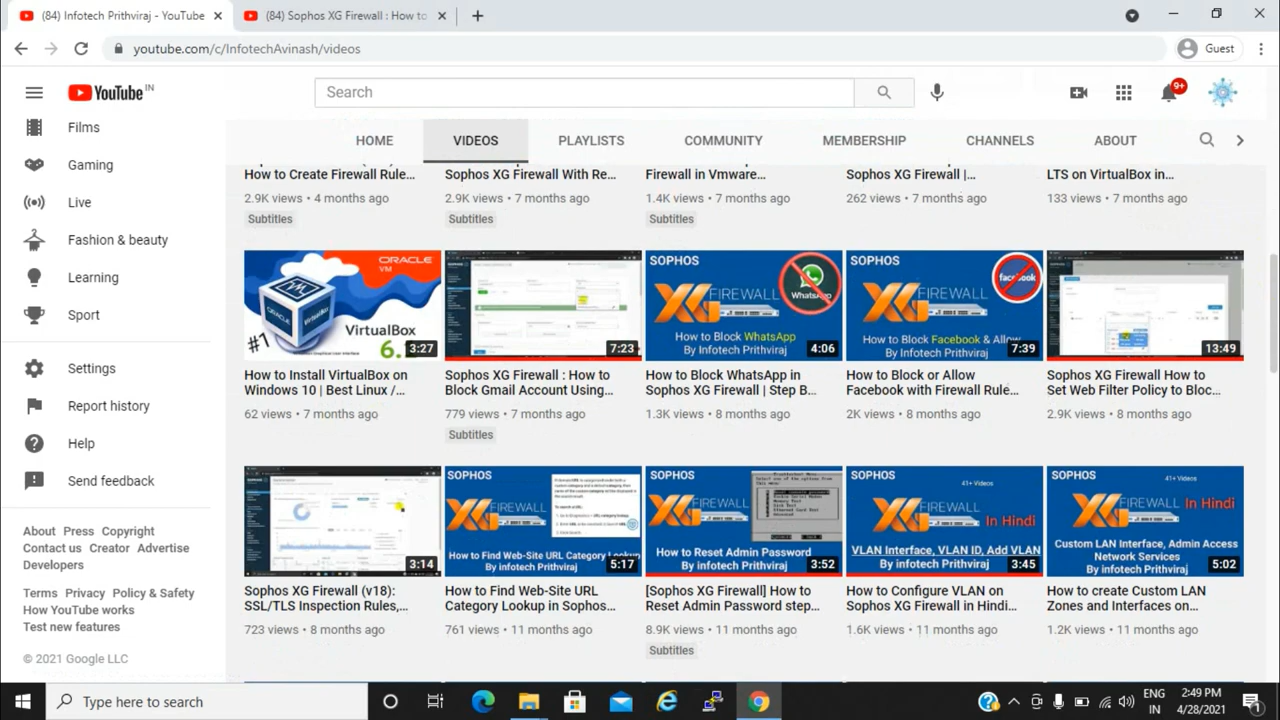 (84) Infotech Prithviraj - YouTube
(84) Sophos XG Firewall : How to
youtube.com/c/InfotechAvinash/videos
Guest
YouTube IN
Search
9+
Films
Gaming
Live
Fashion & beauty
Learning
Sport
Settings
Report history
Help
Send feedback
About Press Copyright
Contact us Creator Advertise
Developers
Terms Privacy Policy & Safety
How YouTube works
Test new features
© 2021 Google LLC
HOME VIDEOS PLAYLISTS COMMUNITY MEMBERSHIP CHANNELS ABOUT
How to Create Firewall Rule...
2.9K views • 4 months ago
Subtitles
Sophos XG Firewall With Re...
2.9K views • 7 months ago
Subtitles
Firewall in Vmware...
1.4K views • 7 months ago
Subtitles
Sophos XG Firewall |...
262 views • 7 months ago
LTS on VirtualBox in...
133 views • 7 months ago
ORACLE
VM
VirtualBox
#1
3:27
How to Install VirtualBox on
Windows 10 | Best Linux /...
62 views • 7 months ago
7:23
Sophos XG Firewall : How to
Block Gmail Account Using...
779 views • 7 months ago
Subtitles
SOPHOS
WhatsApp
XG FIREWALL
How to Block WhatsApp
By Infotech Prithviraj
4:06
How to Block WhatsApp in
Sophos XG Firewall | Step B...
1.3K views • 8 months ago
SOPHOS
facebook
XG FIREWALL
How to Block Facebook & Allow
By Infotech Prithviraj
7:39
How to Block or Allow
Facebook with Firewall Rule...
2K views • 8 months ago
13:49
Sophos XG Firewall How to
Set Web Filter Policy to Bloc...
2.9K views • 8 months ago
3:14
Sophos XG Firewall (v18):
SSL/TLS Inspection Rules,...
723 views • 8 months ago
SOPHOS
XG
How to Find Web-Site URL Category Lookup
By infotech Prithviraj
5:17
How to Find Web-Site URL
Category Lookup in Sophos...
761 views • 11 months ago
SOPHOS
XG
How to Reset Admin Password
By infotech Prithviraj
3:52
[Sophos XG Firewall] How to
Reset Admin Password step...
8.9K views • 11 months ago
Subtitles
SOPHOS
41+ Videos
XG FIREWALL
In Hindi
VLAN Interface, VLAN ID, Add VLAN
By infotech Prithviraj
3:45
How to Configure VLAN on
Sophos XG Firewall in Hindi...
1.6K views • 11 months ago
SOPHOS
41+ Videos
XG FIREWALL
In Hindi
Custom LAN Interface, Admin Access
Network Services
By infotech Prithviraj
5:02
How to create Custom LAN
Zones and Interfaces on...
1.2K views • 11 months ago
Type here to search
ENG
IN
2:49 PM
4/28/2021
1